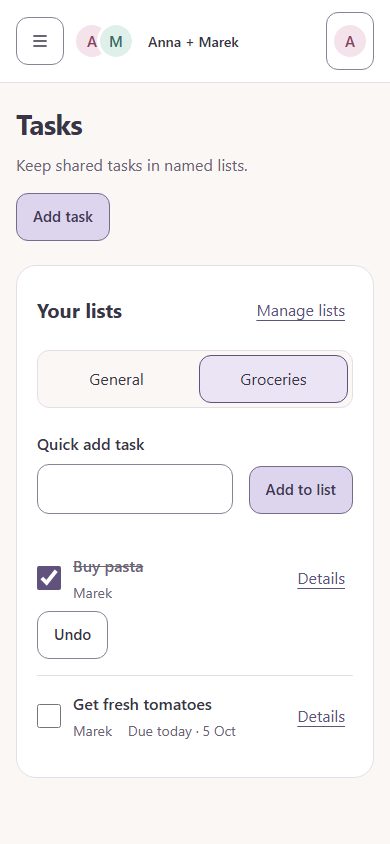 ☰ A M Anna + Marek A
Tasks
Keep shared tasks in named lists.
Add task
Your lists Manage lists
General Groceries
Quick add task
Add to list
Buy pasta
Marek
Details
Undo
Get fresh tomatoes
Marek Due today · 5 Oct
Details